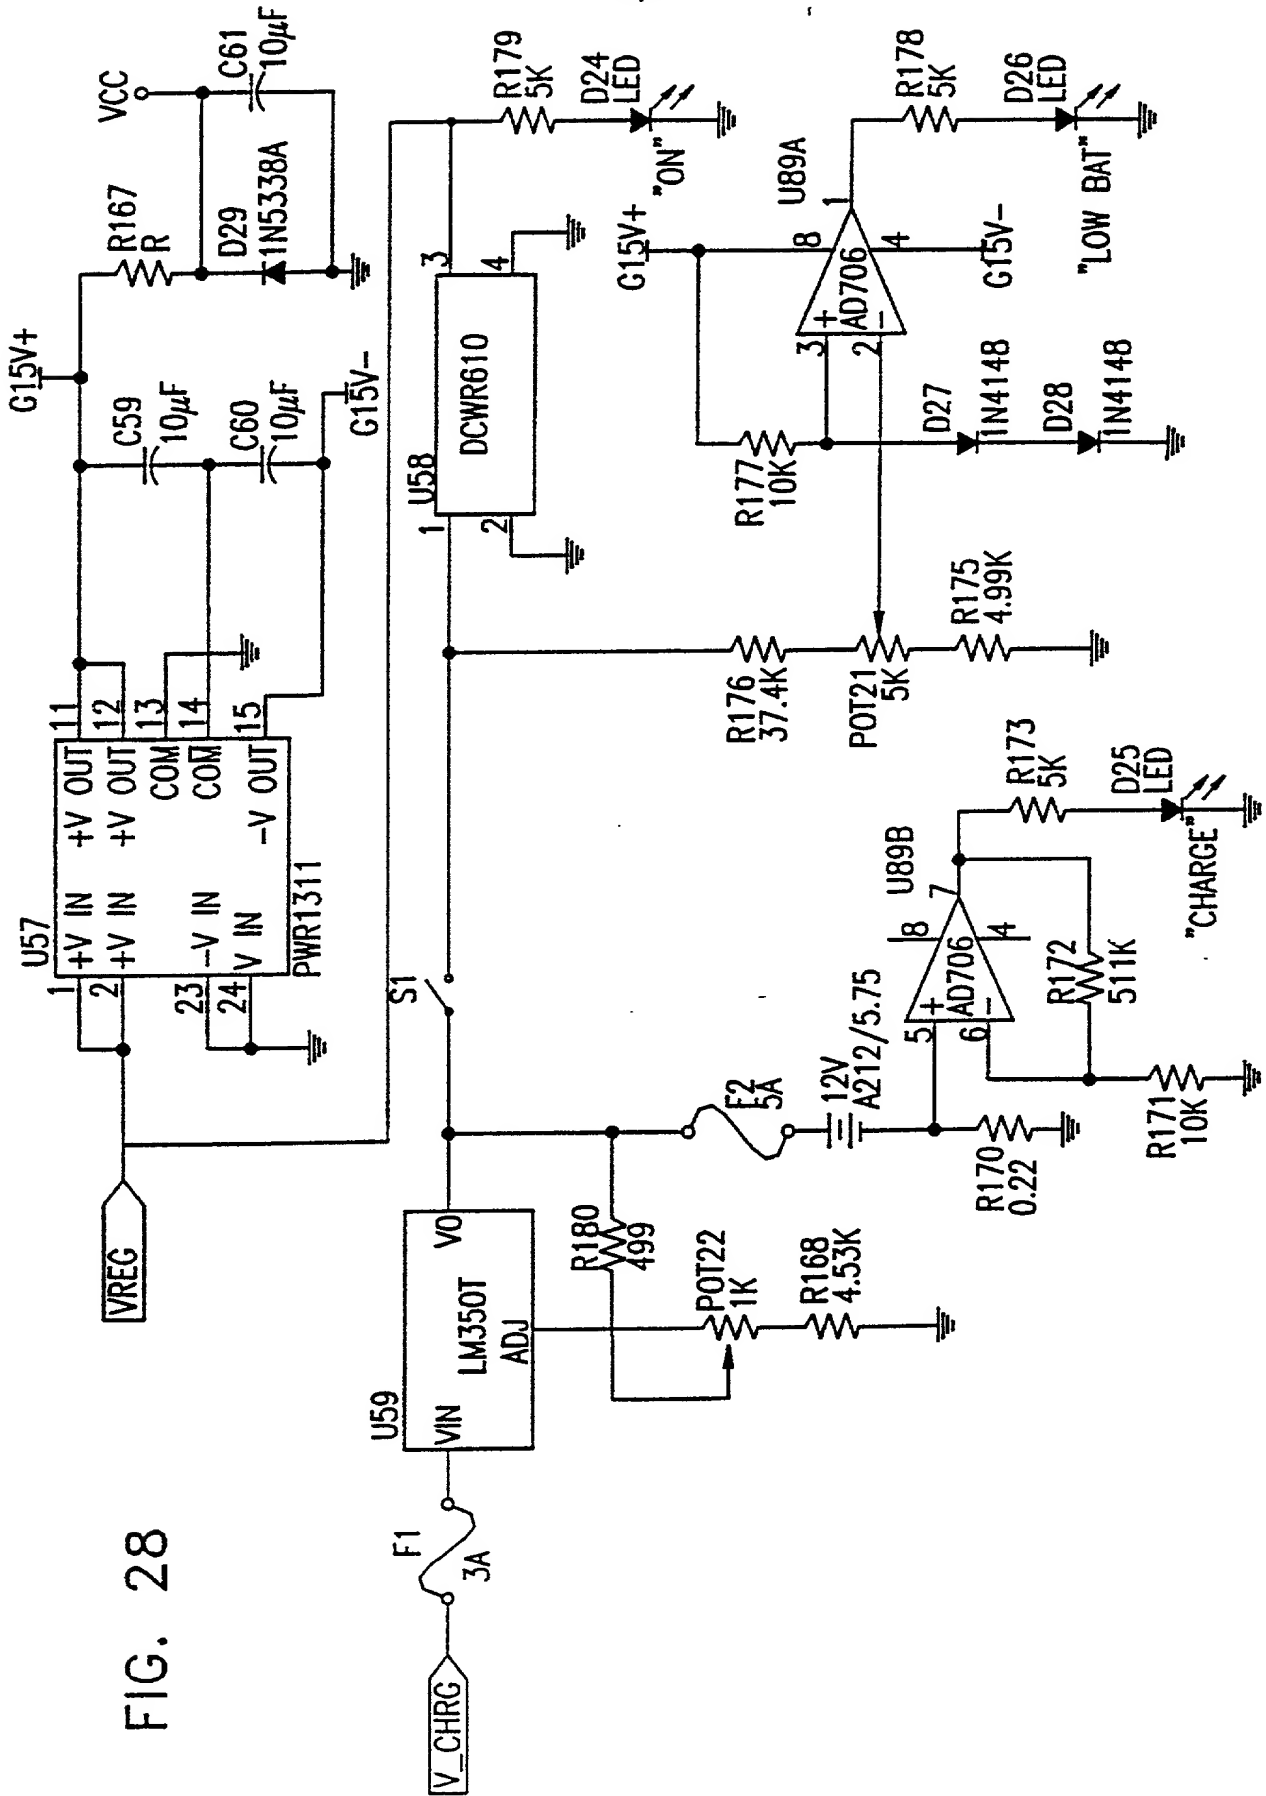 FIG. 28
VREG
U57
+V IN
+V IN
-V IN
V IN
+V OUT
+V OUT
COM
COM
-V OUT
1
2
23
24
11
12
13
14
15
PWR1311
G15V+
C59
10µF
C60
10µF
G15V-
R167
R
D29
1N5338A
VCC
C61
10µF
V_CHRG
F1
3A
U59
VIN
LM350T
VO
ADJ
R180
499
POT22
1K
R168
4.53K
S1
F2
5A
12V
A212/5.75
R170
0.22
R171
10K
R172
511K
U89B
AD706
5
+
6
-
8
4
7
R173
5K
D25
LED
"CHARGE"
R176
37.4K
POT21
5K
R175
4.99K
U58
DCWR610
1
2
3
4
R179
5K
D24
LED
"ON"
G15V+
R177
10K
D27
1N4148
D28
1N4148
U89A
AD706
3
+
2
-
8
4
1
G15V-
R178
5K
D26
LED
"LOW BAT"